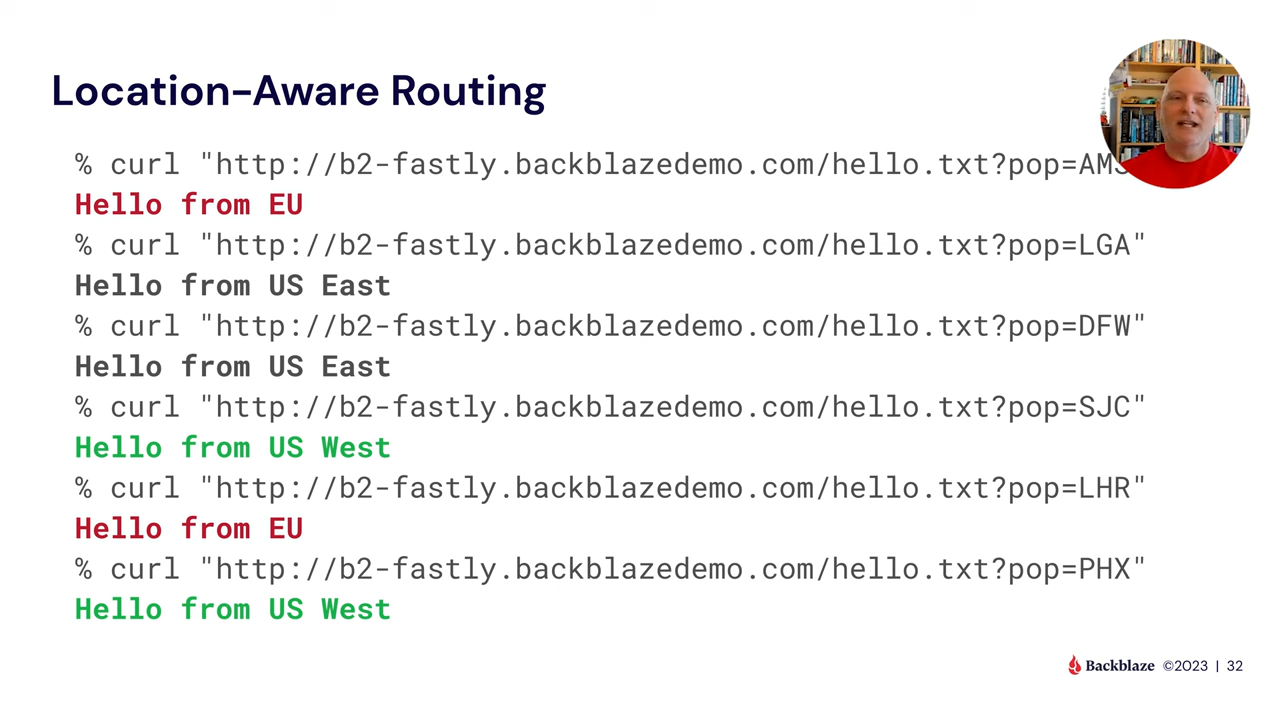 Location-Aware Routing
% curl "http://b2-fastly.backblazedemo.com/hello.txt?pop=AMS
Hello from EU
% curl "http://b2-fastly.backblazedemo.com/hello.txt?pop=LGA"
Hello from US East
% curl "http://b2-fastly.backblazedemo.com/hello.txt?pop=DFW"
Hello from US East
% curl "http://b2-fastly.backblazedemo.com/hello.txt?pop=SJC"
Hello from US West
% curl "http://b2-fastly.backblazedemo.com/hello.txt?pop=LHR"
Hello from EU
% curl "http://b2-fastly.backblazedemo.com/hello.txt?pop=PHX"
Hello from US West
Backblaze ©2023 | 32